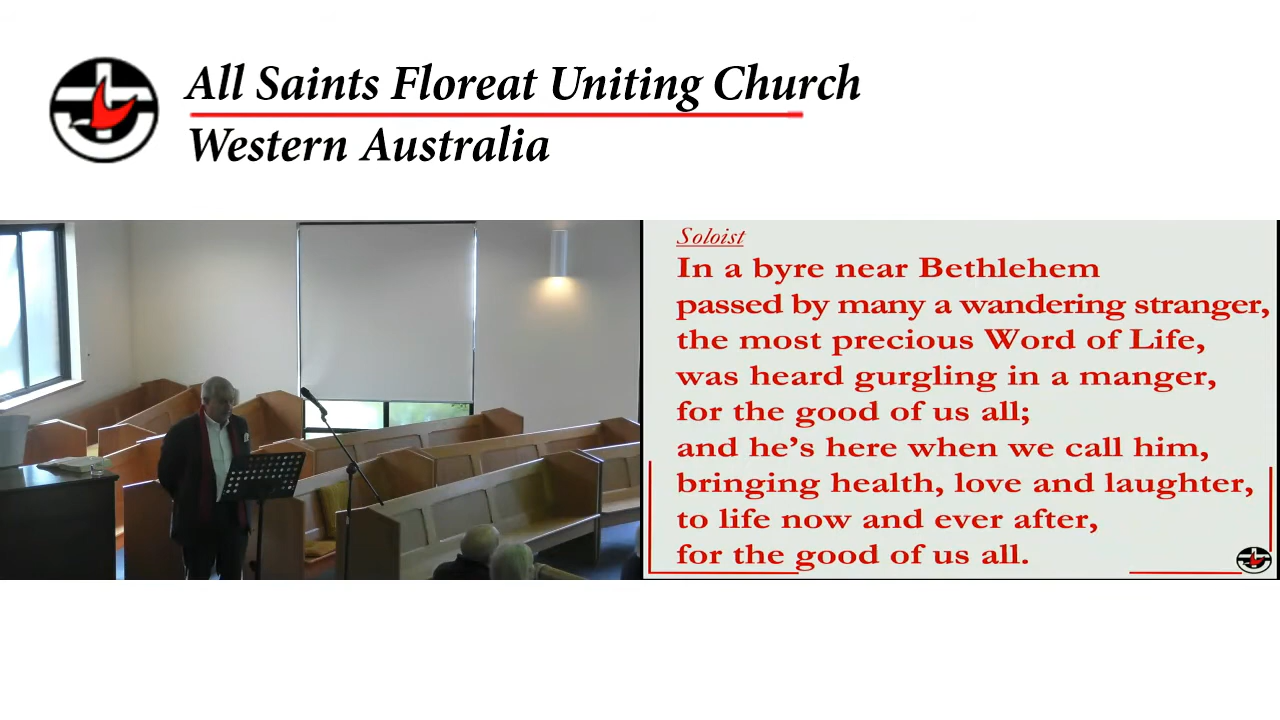 All Saints Floreat Uniting Church
Western Australia
Soloist
In a byre near Bethlehem
passed by many a wandering stranger,
the most precious Word of Life,
was heard gurgling in a manger,
for the good of us all;
and he’s here when we call him,
bringing health, love and laughter,
to life now and ever after,
for the good of us all.